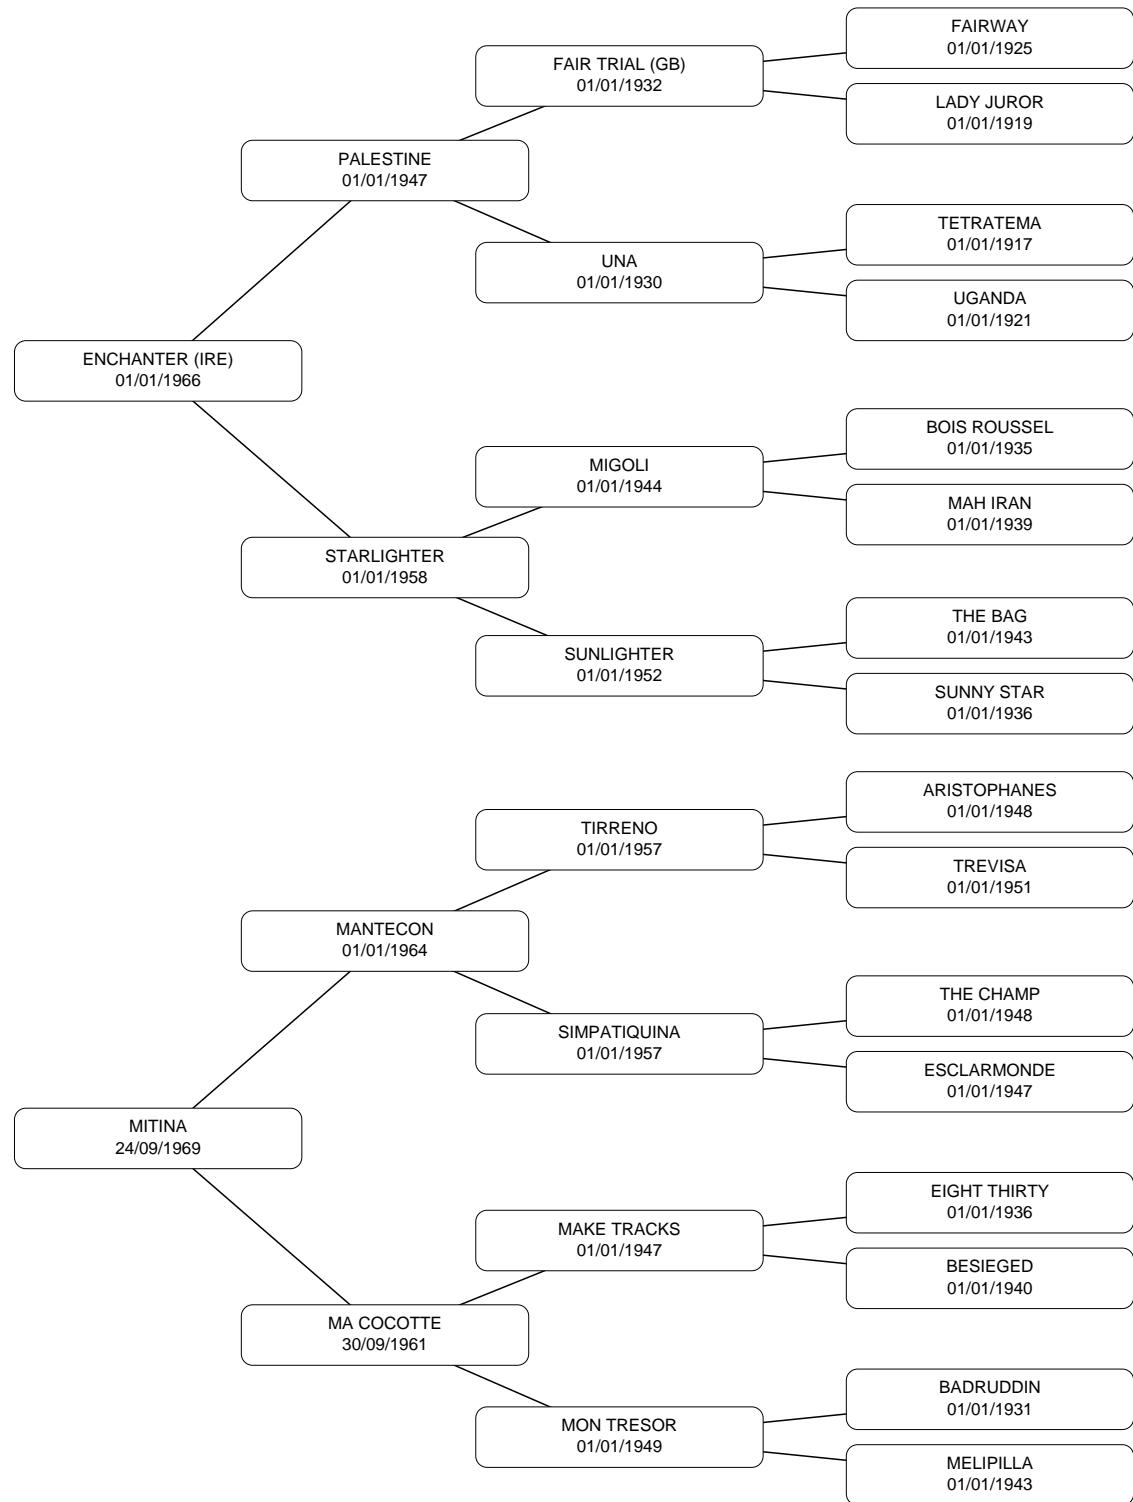 FAIRWAY
01/01/1925
FAIR TRIAL (GB)
01/01/1932
LADY JUROR
01/01/1919
PALESTINE
01/01/1947
TETRATEMA
01/01/1917
UNA
01/01/1930
UGANDA
01/01/1921
ENCHANTER (IRE)
01/01/1966
BOIS ROUSSEL
01/01/1935
MIGOLI
01/01/1944
MAH IRAN
01/01/1939
STARLIGHTER
01/01/1958
THE BAG
01/01/1943
SUNLIGHTER
01/01/1952
SUNNY STAR
01/01/1936
ARISTOPHANES
01/01/1948
TIRRENO
01/01/1957
TREVISA
01/01/1951
MANTECON
01/01/1964
THE CHAMP
01/01/1948
SIMPATIQUINA
01/01/1957
ESCLARMONDE
01/01/1947
MITINA
24/09/1969
EIGHT THIRTY
01/01/1936
MAKE TRACKS
01/01/1947
BESIEGED
01/01/1940
MA COCOTTE
30/09/1961
BADRUDDIN
01/01/1931
MON TRESOR
01/01/1949
MELIPILLA
01/01/1943